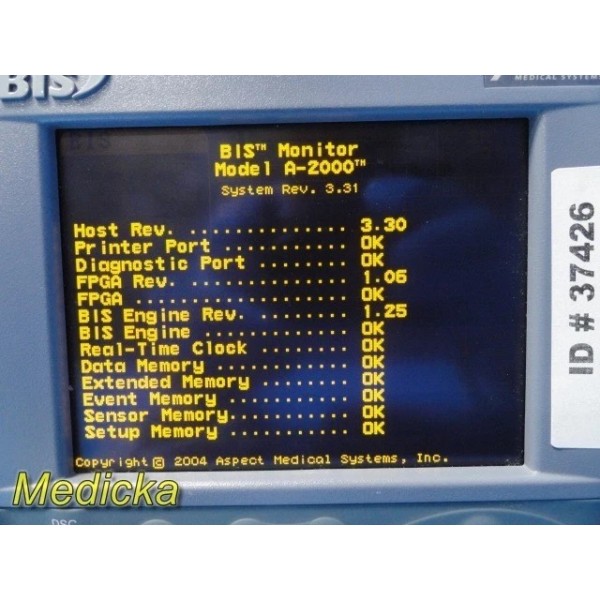 BIS
MEDICAL SYSTEMS
BIS™ Monitor
Model A-2000™
System Rev. 3.31
Host Rev. ............... 3.30
Printer Port ........... OK
Diagnostic Port ........ OK
FPGA Rev. .............. 1.06
FPGA ................... OK
BIS Engine Rev. ........ 1.25
BIS Engine ............. OK
Real-Time Clock ........ OK
Data Memory ............ OK
Extended Memory ........ OK
Event Memory ........... OK
Sensor Memory........... OK
Setup Memory ........... OK
Copyright © 2004 Aspect Medical Systems, Inc.
ID # 37426
Medicka
DSC